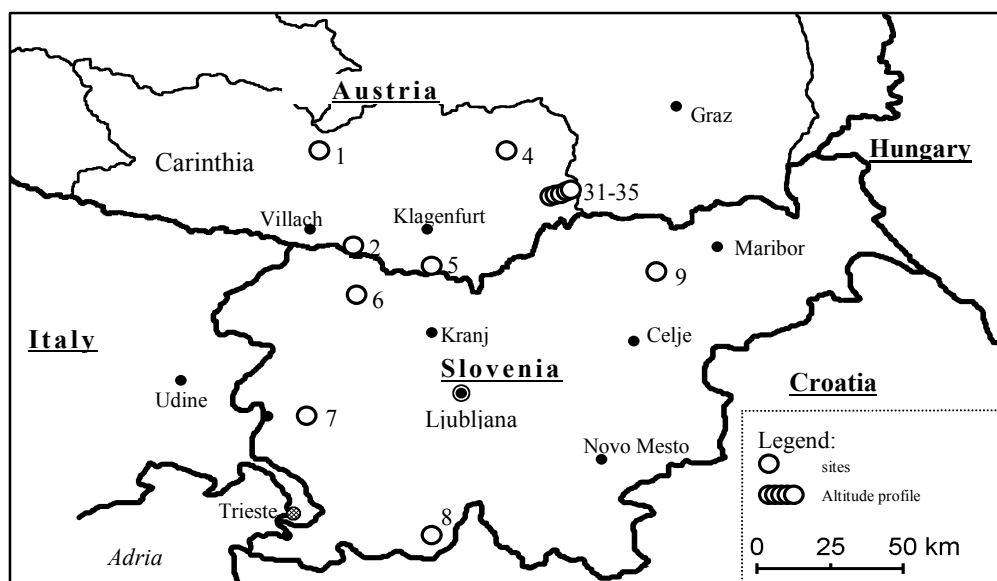 Austria
Graz
Hungary
1
4
Carinthia
31-35
Villach
Klagenfurt
2
5
Maribor
9
6
Italy
Kranj
Celje
Slovenia
Croatia
Udine
Ljubljana
7
Novo Mesto
Legend:
sites
Altitude profile
Trieste
8
Adria
0 25 50 km